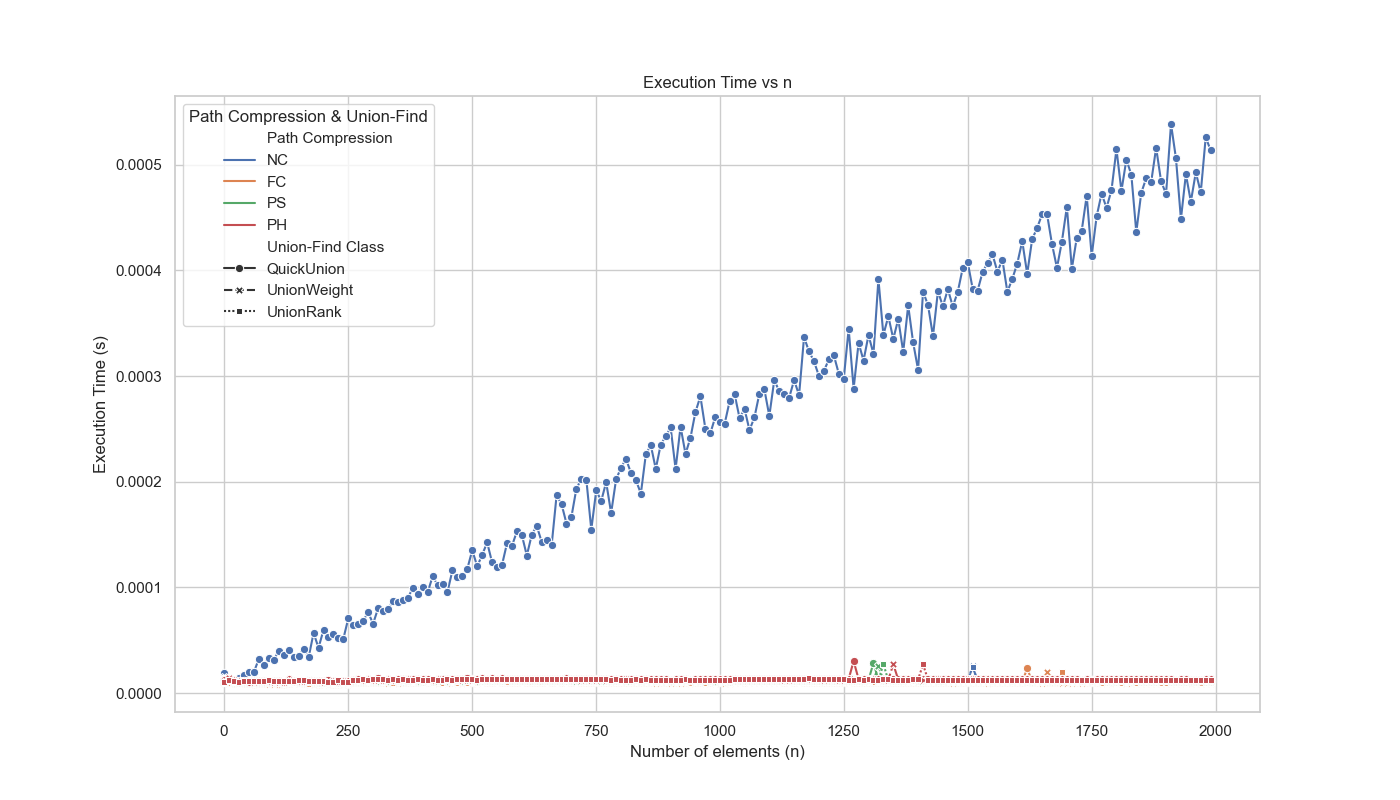 Execution Time vs n
Path Compression & Union-Find
Path Compression
NC
FC
PS
PH
Union-Find Class
QuickUnion
UnionWeight
UnionRank
Execution Time (s)
0.0005
0.0004
0.0003
0.0002
0.0001
0.0000
0 250 500 750 1000 1250 1500 1750 2000
Number of elements (n)